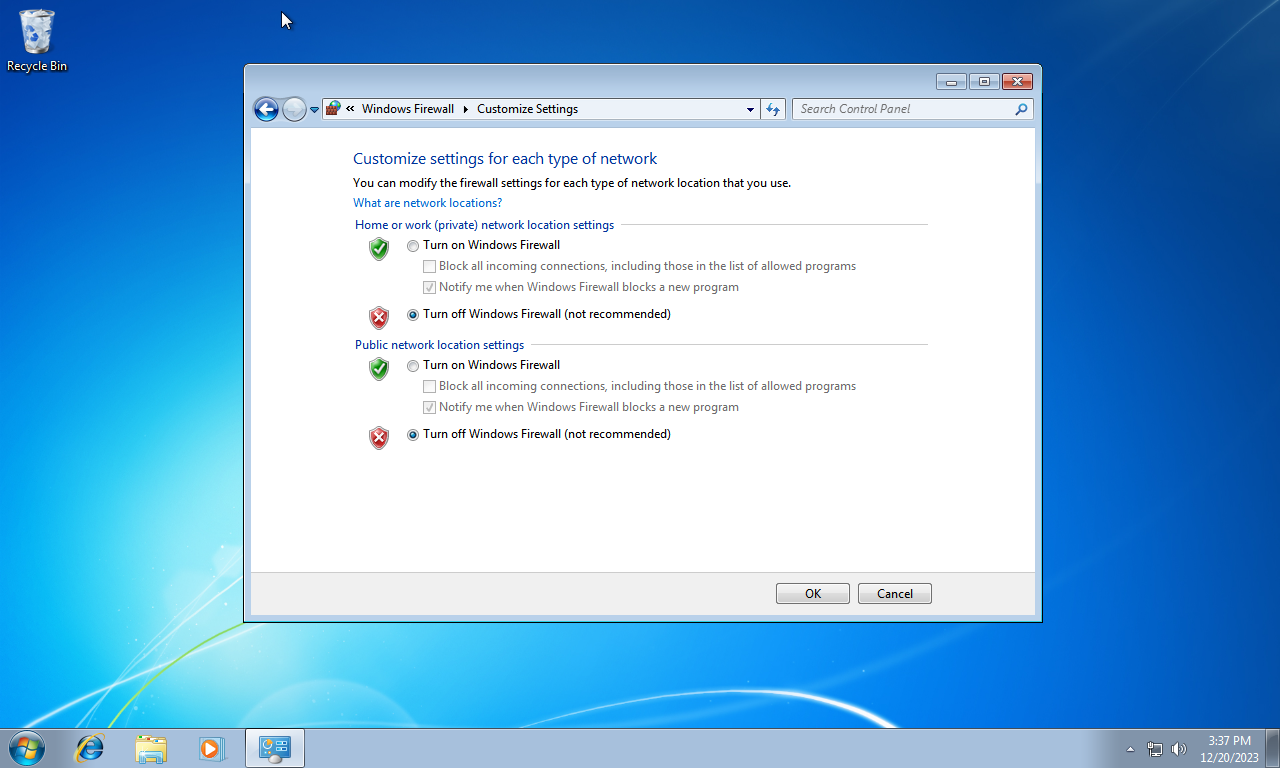 Recycle Bin
« Windows Firewall Customize Settings
Search Control Panel
Customize settings for each type of network
You can modify the firewall settings for each type of network location that you use.
What are network locations?
Home or work (private) network location settings
Turn on Windows Firewall
Block all incoming connections, including those in the list of allowed programs
Notify me when Windows Firewall blocks a new program
Turn off Windows Firewall (not recommended)
Public network location settings
Turn on Windows Firewall
Block all incoming connections, including those in the list of allowed programs
Notify me when Windows Firewall blocks a new program
Turn off Windows Firewall (not recommended)
OK Cancel
3:37 PM
12/20/2023